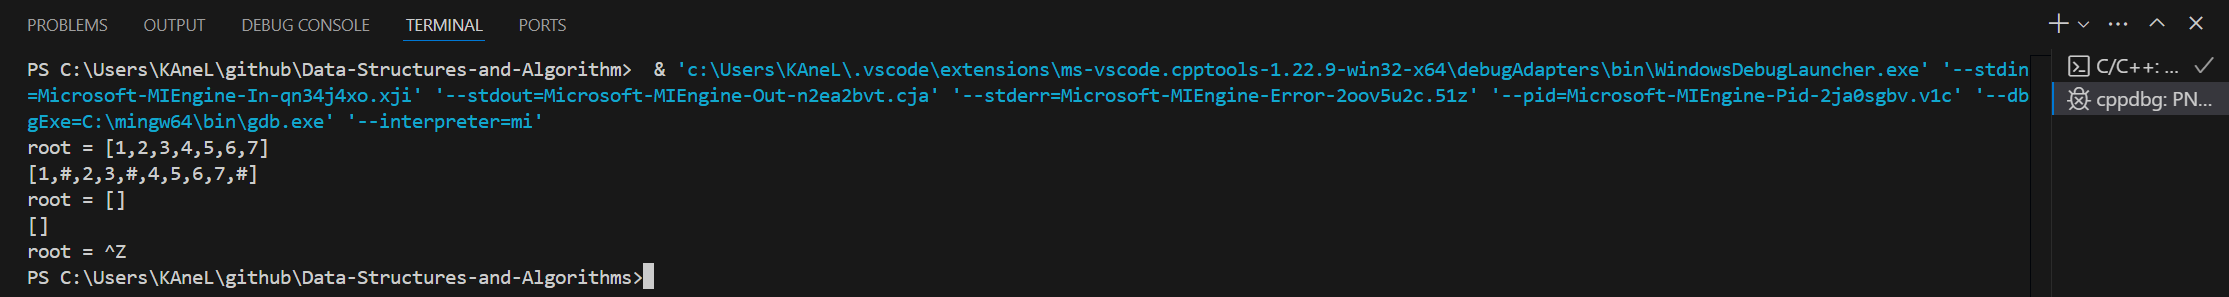 PROBLEMS OUTPUT DEBUG CONSOLE TERMINAL PORTS
PS C:\Users\KAneL\github\Data-Structures-and-Algorithm>  & 'c:\Users\KAneL\.vscode\extensions\ms-vscode.cpptools-1.22.9-win32-x64\debugAdapters\bin\WindowsDebugLauncher.exe' '--stdin
=Microsoft-MIEngine-In-qn34j4xo.xji' '--stdout=Microsoft-MIEngine-Out-n2ea2bvt.cja' '--stderr=Microsoft-MIEngine-Error-2oov5u2c.51z' '--pid=Microsoft-MIEngine-Pid-2ja0sgbv.v1c' '--db
gExe=C:\mingw64\bin\gdb.exe' '--interpreter=mi'
root = [1,2,3,4,5,6,7]
[1,#,2,3,#,4,5,6,7,#]
root = []
[]
root = ^Z
PS C:\Users\KAneL\github\Data-Structures-and-Algorithms>
C/C++: ...
cppdbg: PN...